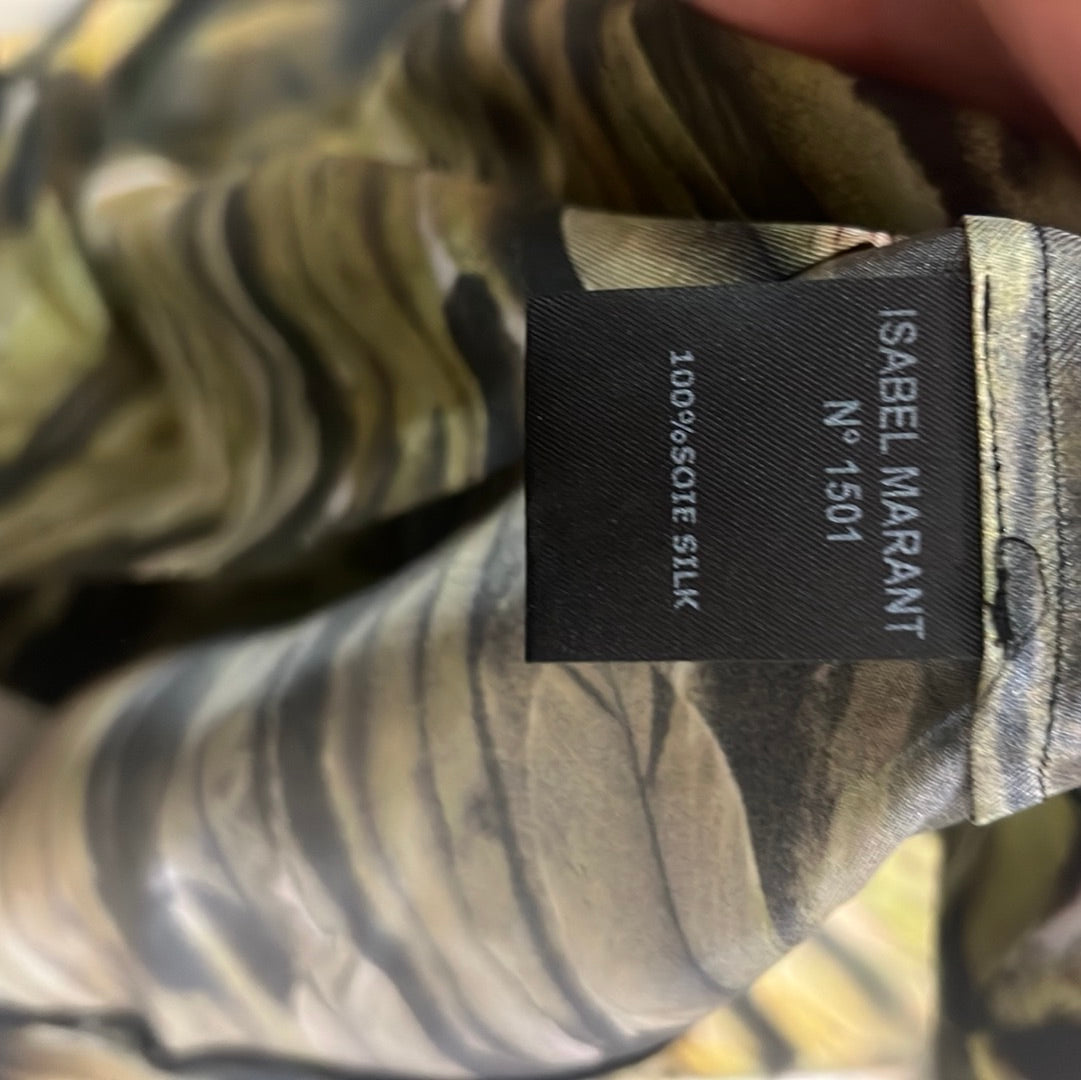 ISABEL MARANT
N° 1501
100%SOIE SILK